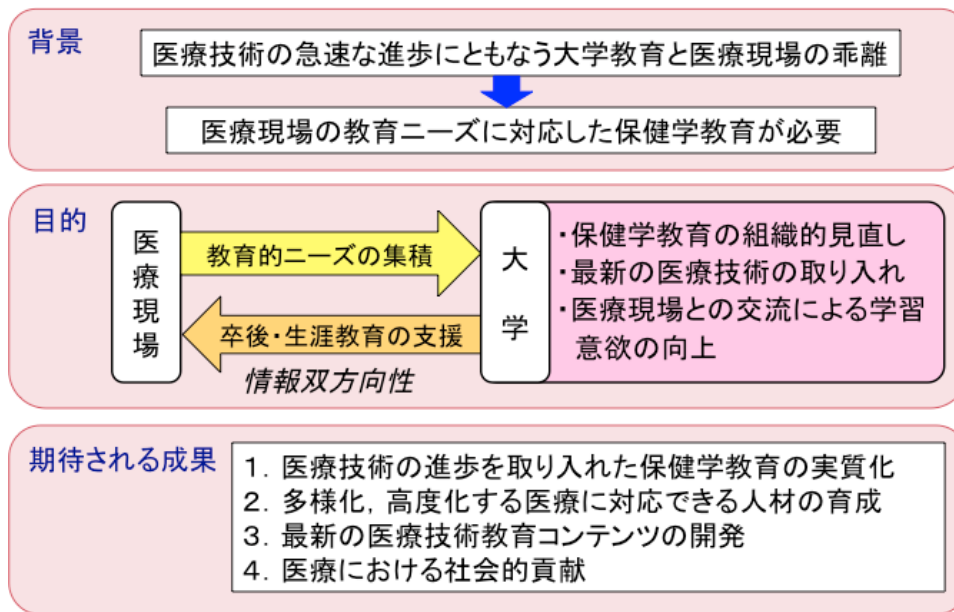 背景
医療技術の急速な進歩にともなう大学教育と医療現場の乖離
医療現場の教育ニーズに対応した保健学教育が必要
目的
医療現場
教育的ニーズの集積
卒後・生涯教育の支援
情報双方向性
大学
・保健学教育の組織的見直し
・最新の医療技術の取り入れ
・医療現場との交流による学習
意欲の向上
期待される成果
1．医療技術の進歩を取り入れた保健学教育の実質化
2．多様化，高度化する医療に対応できる人材の育成
3．最新の医療技術教育コンテンツの開発
4．医療における社会的貢献